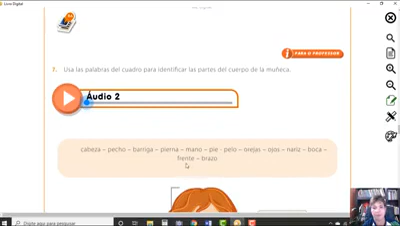 Livro Digital
PARA O PROFESSOR
7. Usa las palabras del cuadro para identificar las partes del cuerpo de la muñeca.
Áudio 2
cabeza – pecho – barriga – pierna – mano – pie - pelo – orejas – ojos – nariz – boca –
frente – brazo
Digite aqui para pesquisar